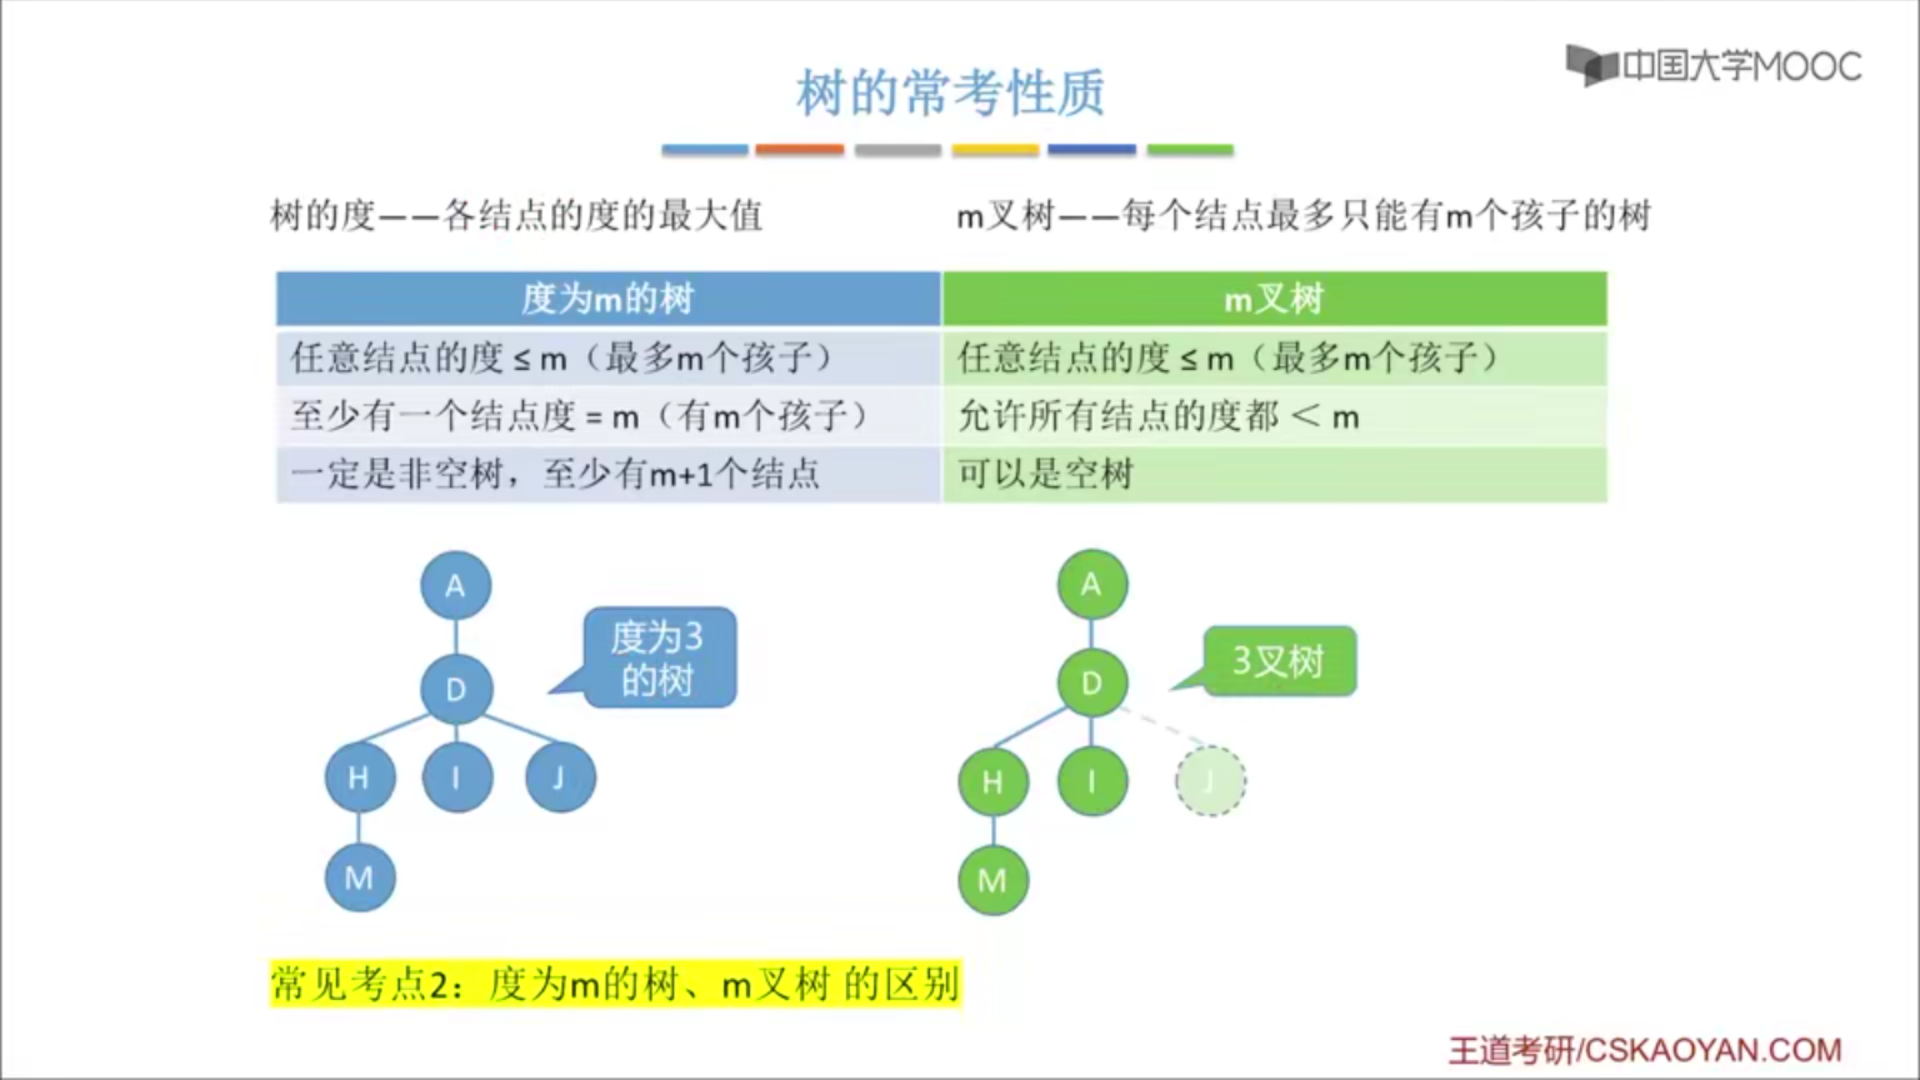 中国大学MOOC
树的常考性质
树的度——各结点的度的最大值
m叉树——每个结点最多只能有m个孩子的树
度为m的树
m叉树
任意结点的度 ≤ m（最多m个孩子）
任意结点的度 ≤ m（最多m个孩子）
至少有一个结点度 = m（有m个孩子）
允许所有结点的度都 ＜ m
一定是非空树，至少有m+1个结点
可以是空树
A
D
H
I
J
M
度为3
的树
A
D
H
I
J
M
3叉树
常见考点2：度为m的树、m叉树 的区别
王道考研/CSKAOYAN.COM